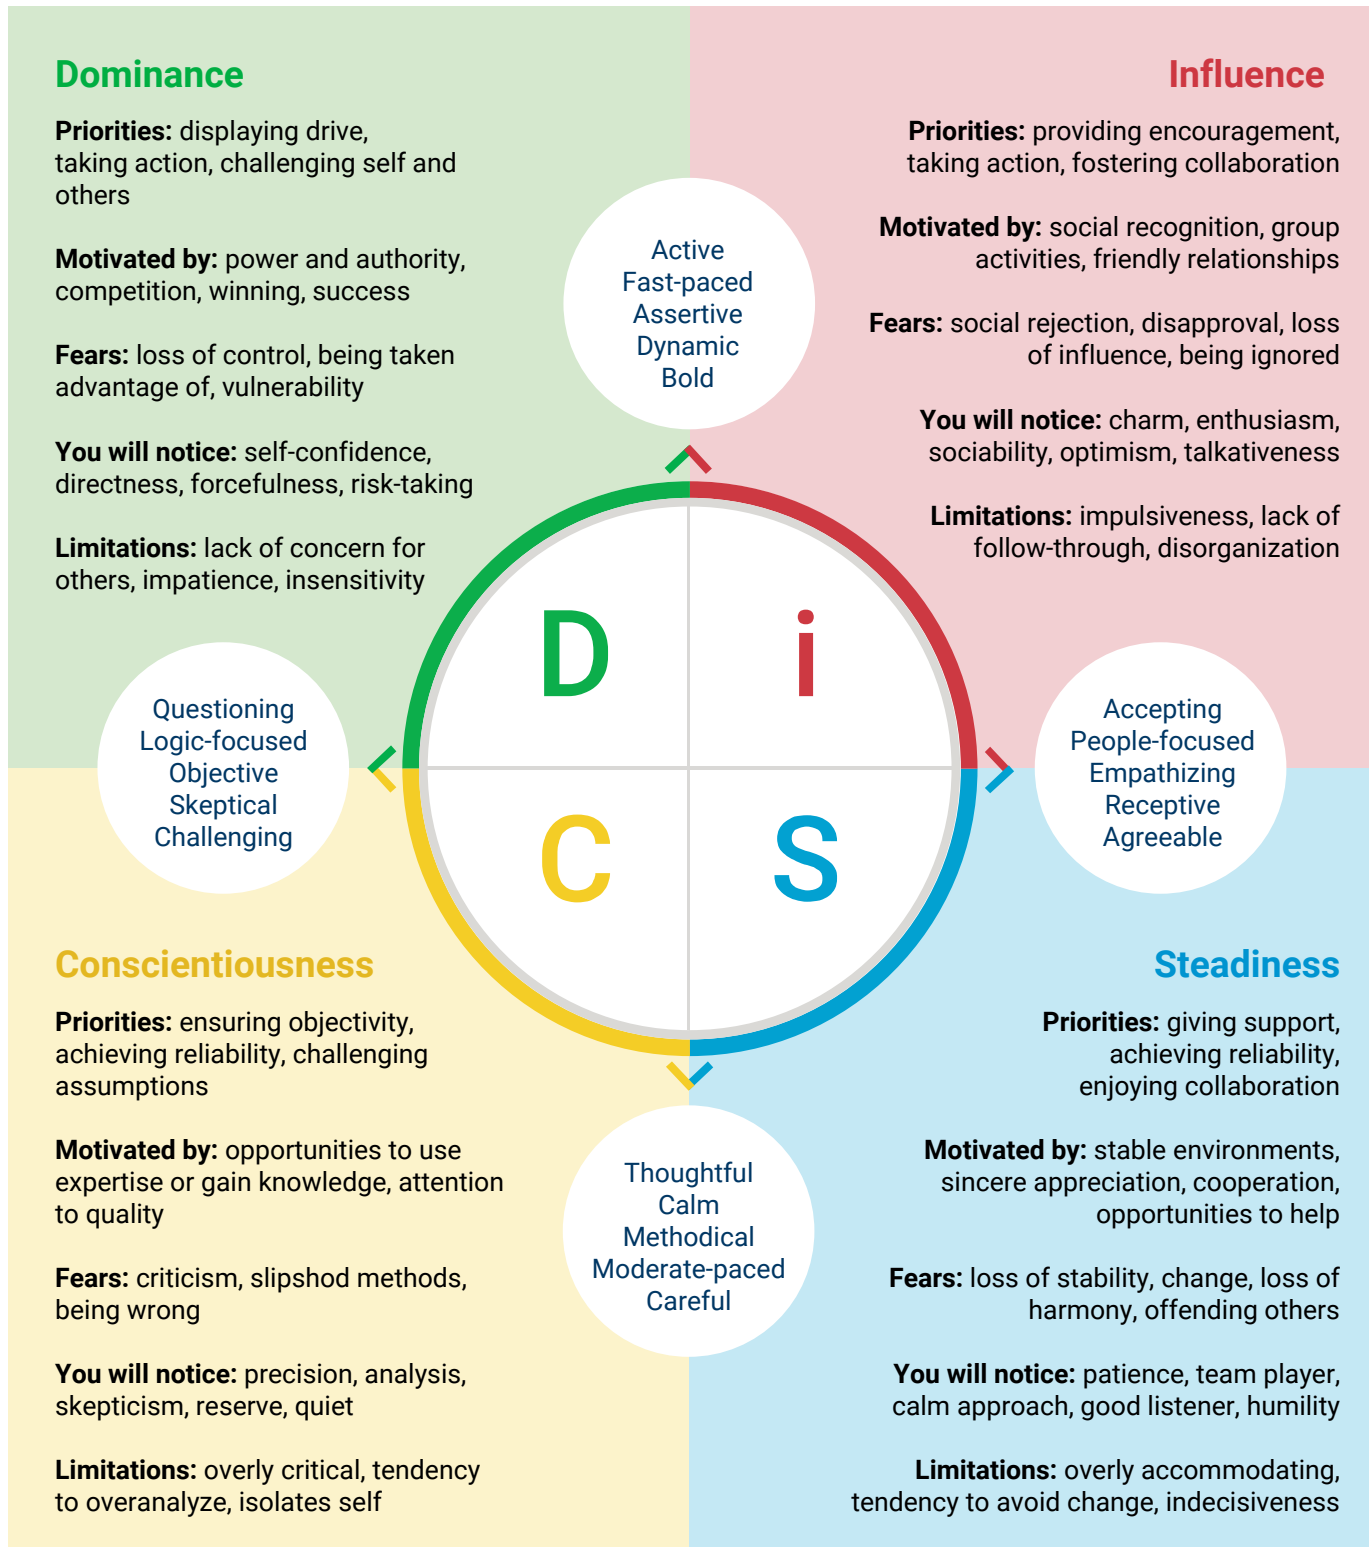 Dominance
Priorities: displaying drive,
taking action, challenging self and
others
Motivated by: power and authority,
competition, winning, success
Fears: loss of control, being taken
advantage of, vulnerability
You will notice: self-confidence,
directness, forcefulness, risk-taking
Limitations: lack of concern for
others, impatience, insensitivity
Influence
Priorities: providing encouragement,
taking action, fostering collaboration
Motivated by: social recognition, group
activities, friendly relationships
Fears: social rejection, disapproval, loss
of influence, being ignored
You will notice: charm, enthusiasm,
sociability, optimism, talkativeness
Limitations: impulsiveness, lack of
follow-through, disorganization
Active
Fast-paced
Assertive
Dynamic
Bold
D
i
Questioning
Logic-focused
Objective
Skeptical
Challenging
Accepting
People-focused
Empathizing
Receptive
Agreeable
C
S
Conscientiousness
Priorities: ensuring objectivity,
achieving reliability, challenging
assumptions
Motivated by: opportunities to use
expertise or gain knowledge, attention
to quality
Fears: criticism, slipshod methods,
being wrong
You will notice: precision, analysis,
skepticism, reserve, quiet
Limitations: overly critical, tendency
to overanalyze, isolates self
Thoughtful
Calm
Methodical
Moderate-paced
Careful
Steadiness
Priorities: giving support,
achieving reliability,
enjoying collaboration
Motivated by: stable environments,
sincere appreciation, cooperation,
opportunities to help
Fears: loss of stability, change, loss of
harmony, offending others
You will notice: patience, team player,
calm approach, good listener, humility
Limitations: overly accommodating,
tendency to avoid change, indecisiveness